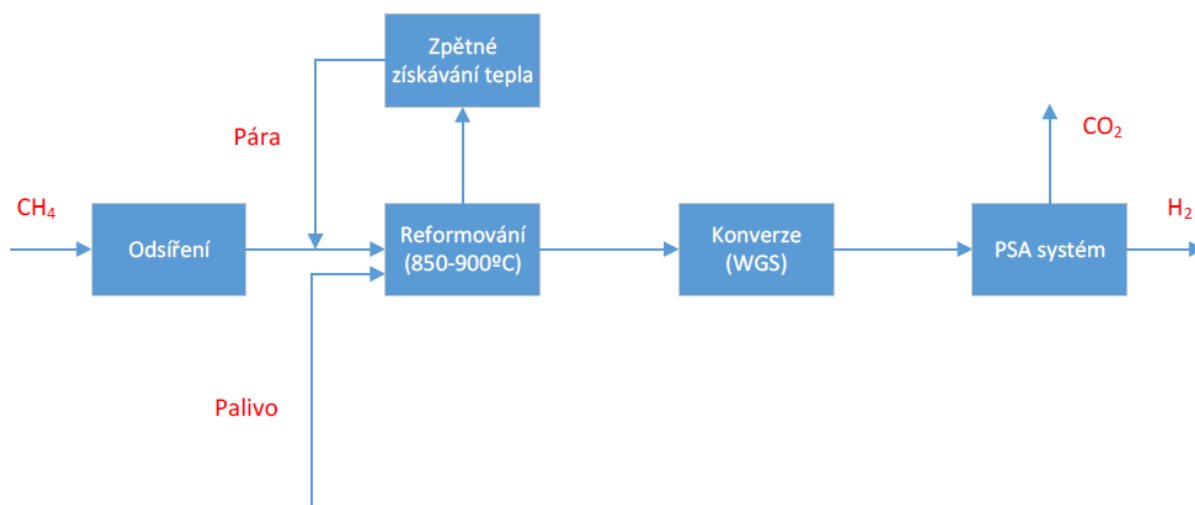 Zpětné
získávání tepla
Pára
CO₂
CH₄
H₂
Odsíření
Reformování
(850-900ºC)
Konverze
(WGS)
PSA systém
Palivo